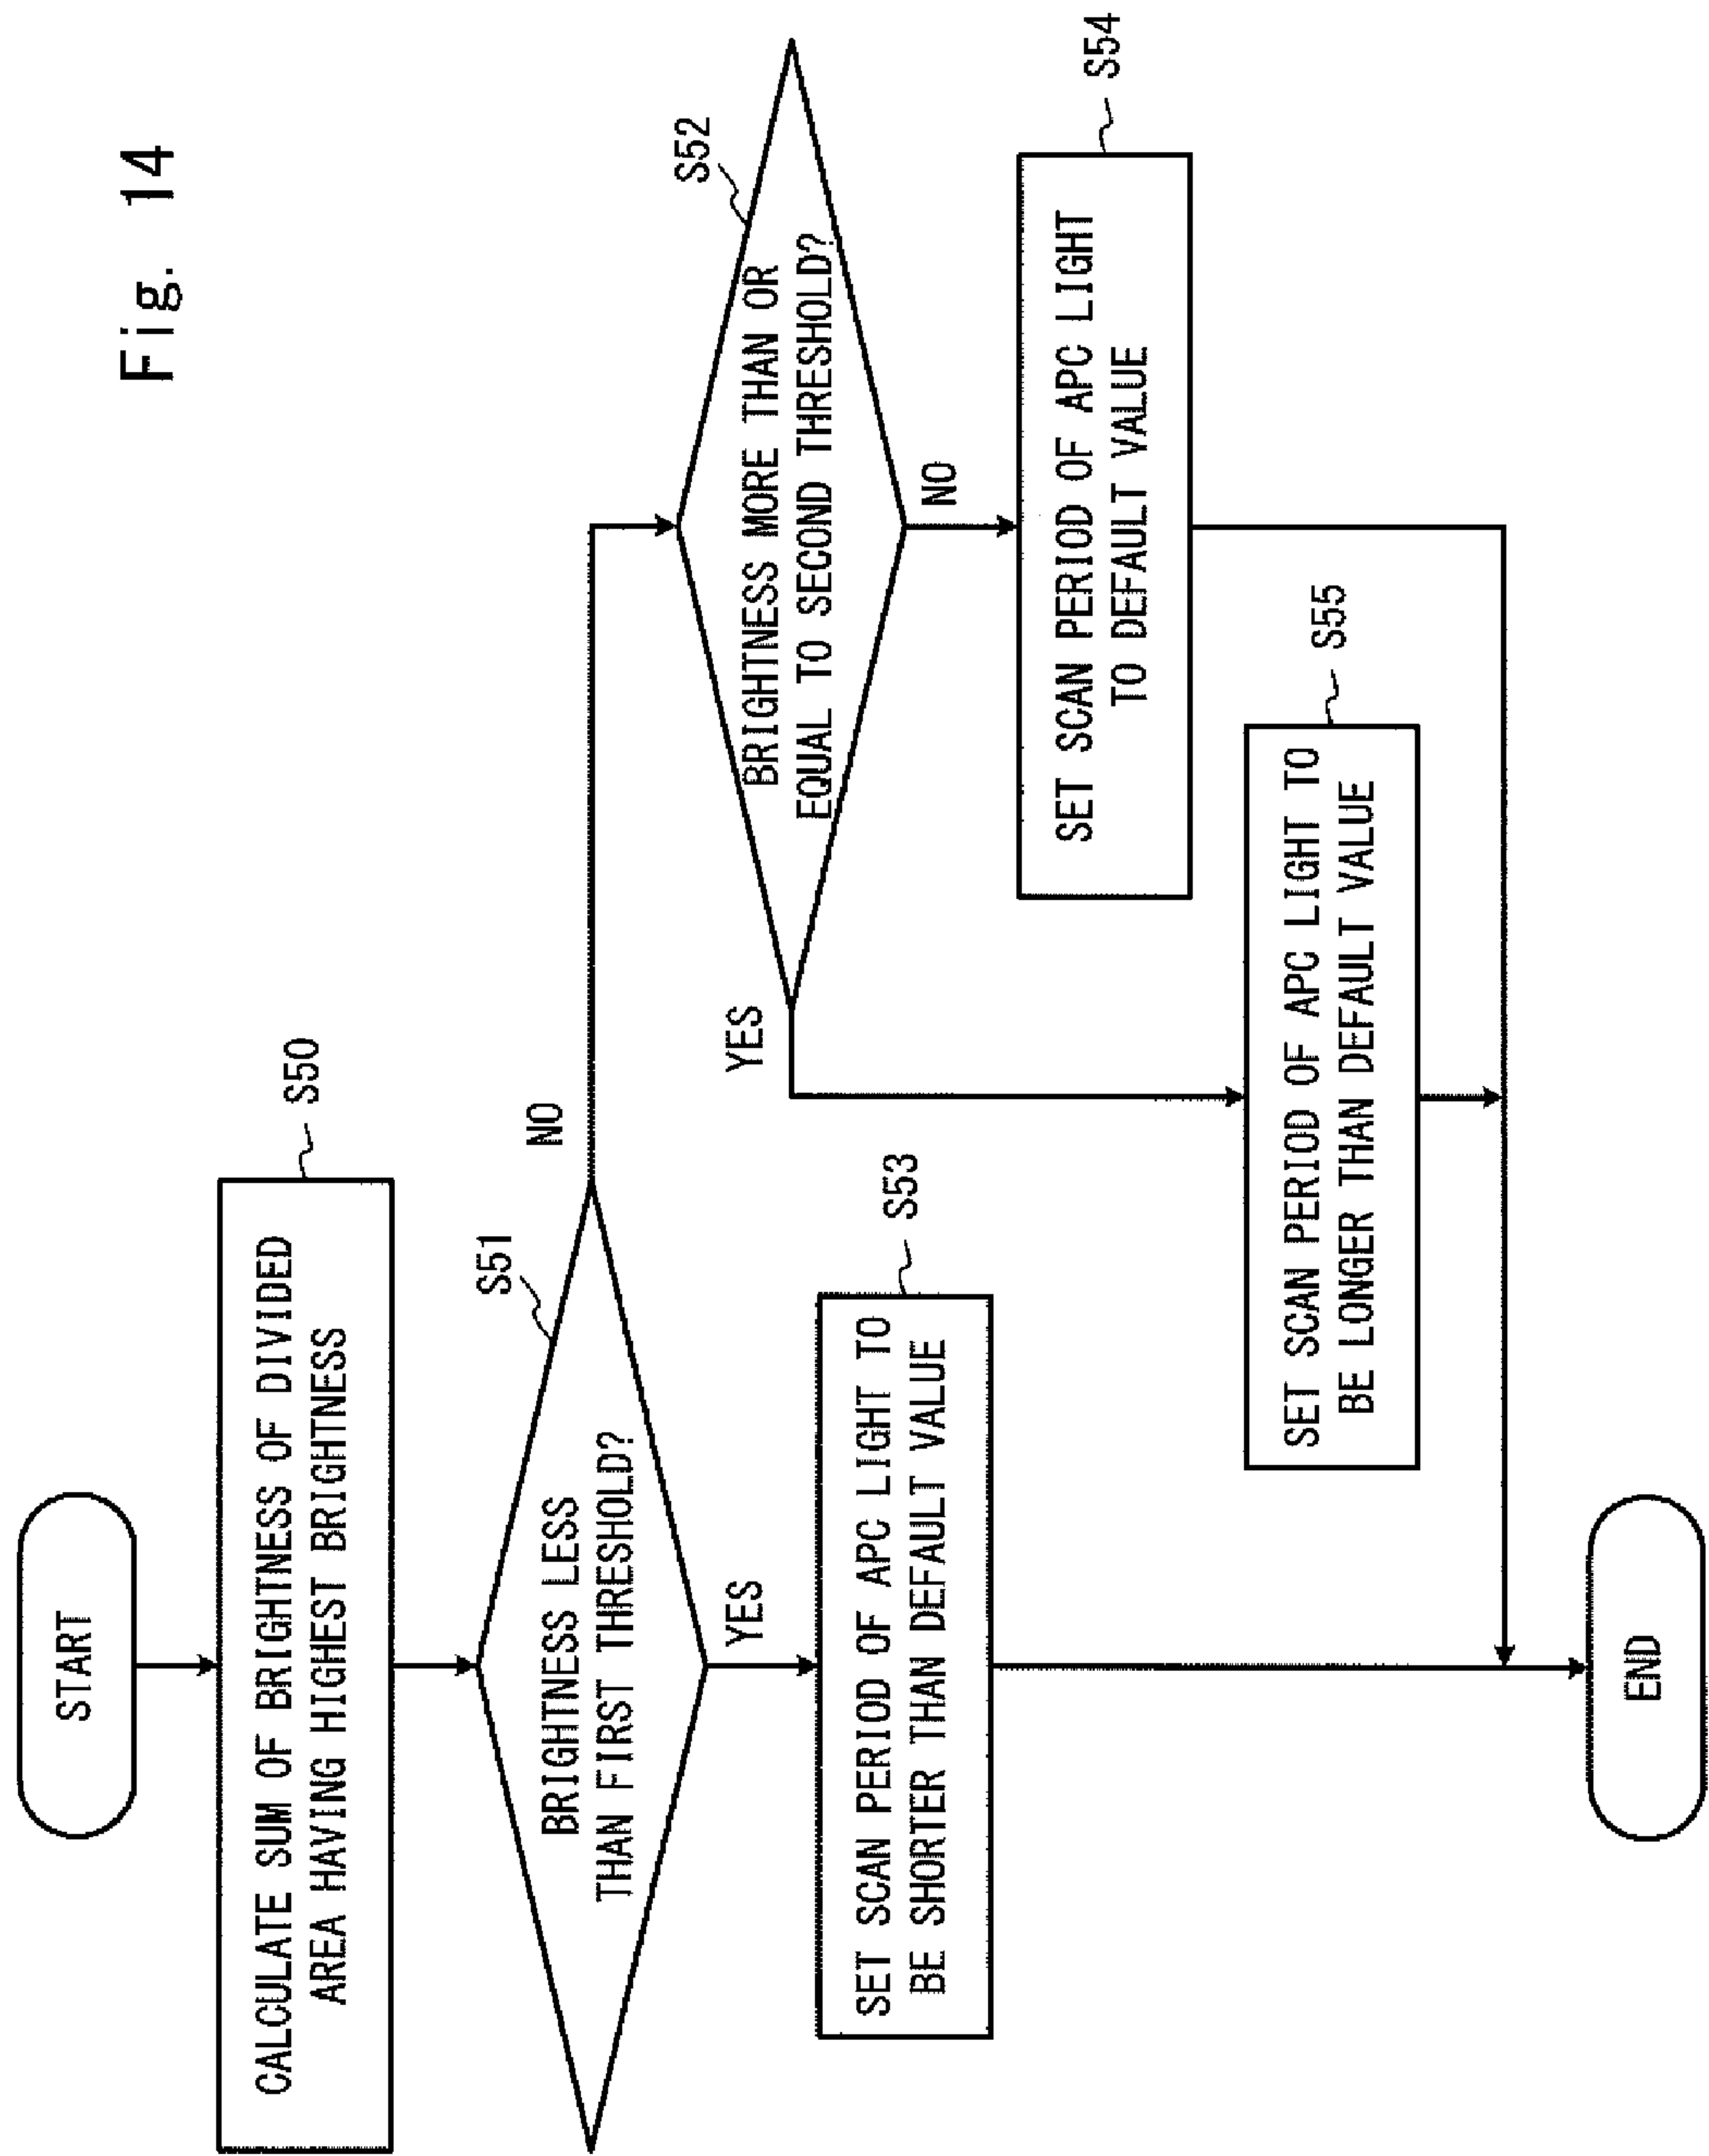 Fig. 14
START
CALCULATE SUM OF BRIGHTNESS OF DIVIDED
AREA HAVING HIGHEST BRIGHTNESS
S50
BRIGHTNESS LESS
THAN FIRST THRESHOLD?
S51
NO
YES
BRIGHTNESS MORE THAN OR
EQUAL TO SECOND THRESHOLD?
S52
YES
NO
SET SCAN PERIOD OF APC LIGHT TO
BE SHORTER THAN DEFAULT VALUE
S53
SET SCAN PERIOD OF APC LIGHT
TO DEFAULT VALUE
S54
SET SCAN PERIOD OF APC LIGHT TO
BE LONGER THAN DEFAULT VALUE
S55
END